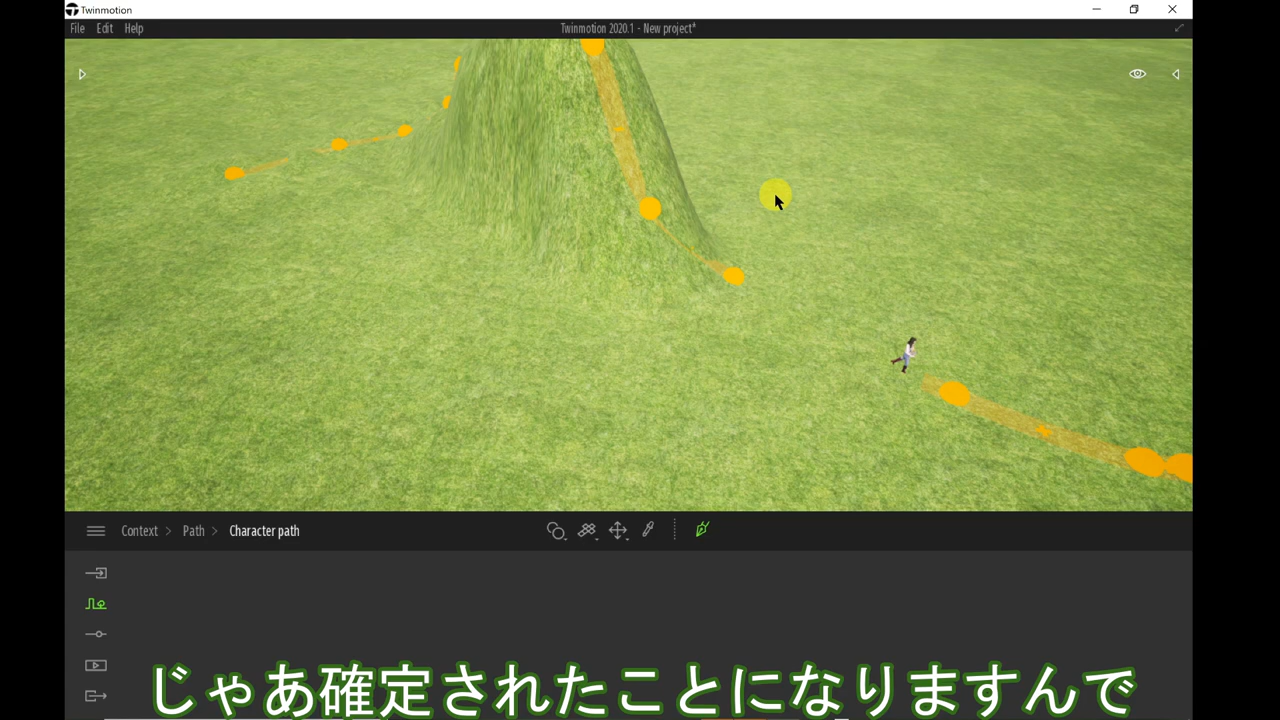 Twinmotion
File Edit Help
Twinmotion 2020.1 - New project*
Context > Path > Character path
じゃあ確定されたことになりますんで